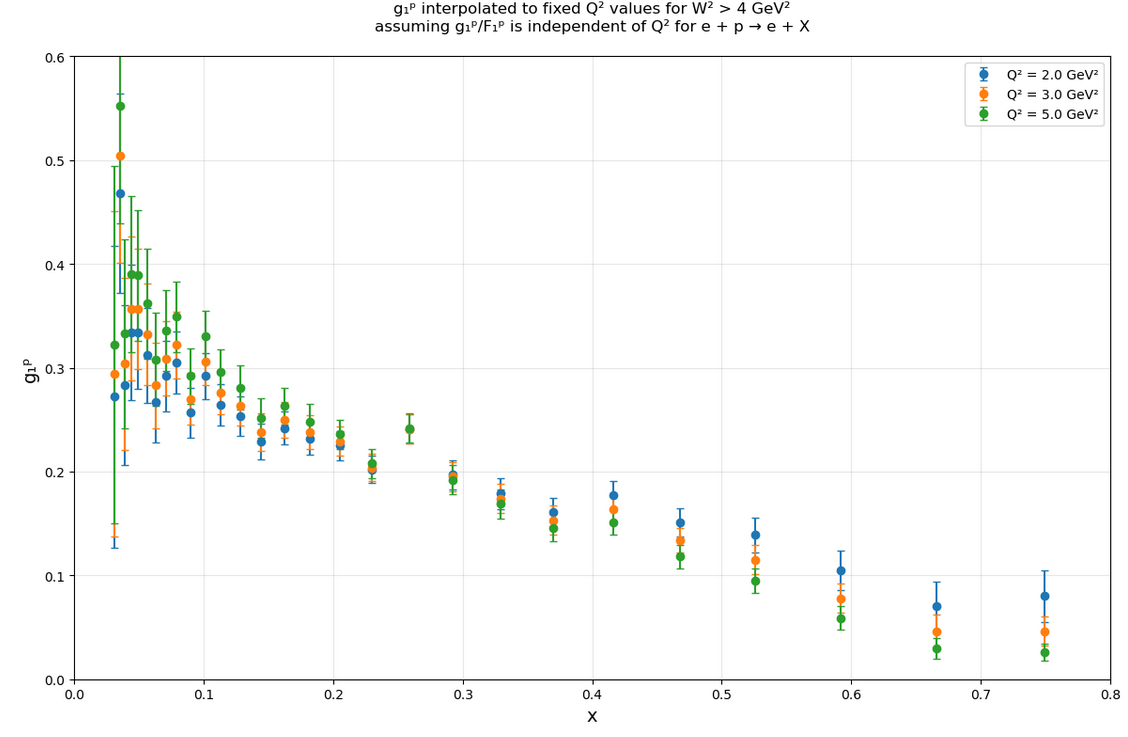 g₁ᵖ interpolated to fixed Q² values for W² > 4 GeV²
assuming g₁ᵖ/F₁ᵖ is independent of Q² for e + p → e + X
Q² = 2.0 GeV²
Q² = 3.0 GeV²
Q² = 5.0 GeV²
g₁ᵖ
0.6
0.5
0.4
0.3
0.2
0.1
0.0
0.0 0.1 0.2 0.3 0.4 0.5 0.6 0.7 0.8
x